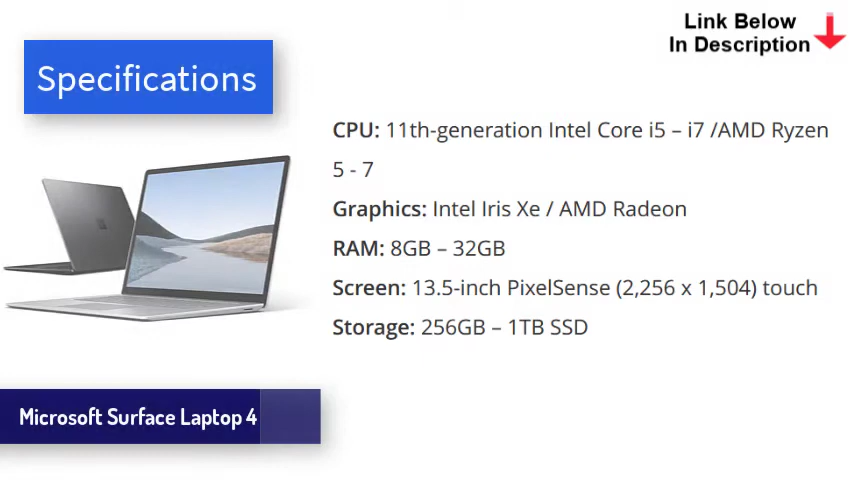 Link Below
In Description
Specifications
CPU: 11th-generation Intel Core i5 – i7 /AMD Ryzen
5 - 7
Graphics: Intel Iris Xe / AMD Radeon
RAM: 8GB – 32GB
Screen: 13.5-inch PixelSense (2,256 x 1,504) touch
Storage: 256GB – 1TB SSD
Microsoft Surface Laptop 4